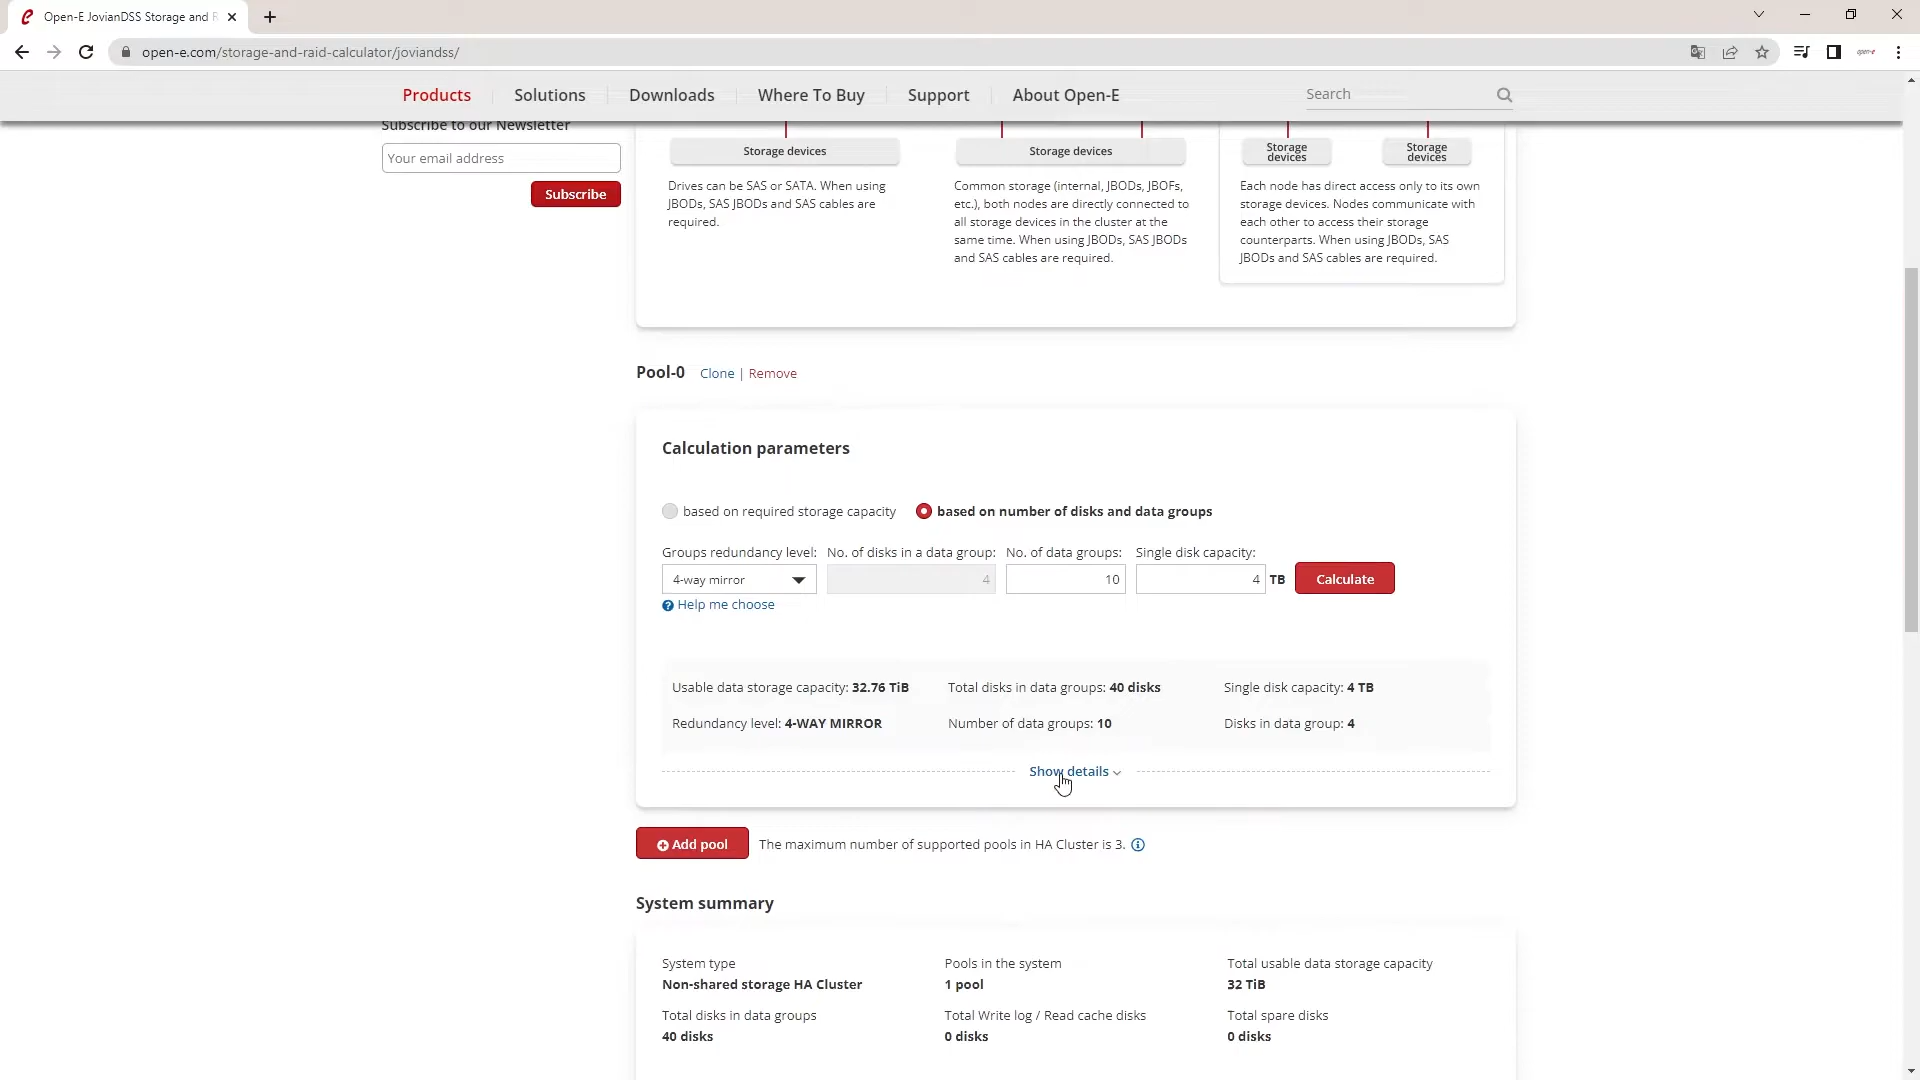 Open-E JovianDSS Storage and R
open-e.com/storage-and-raid-calculator/joviandss/
open-e
Products
Solutions
Downloads
Where To Buy
Support
About Open-E
Search
Subscribe to our Newsletter
Your email address
Subscribe
Storage devices
Drives can be SAS or SATA. When using
JBODs, SAS JBODs and SAS cables are
required.
Storage devices
Common storage (internal, JBODs, JBOFs,
etc.), both nodes are directly connected to
all storage devices in the cluster at the
same time. When using JBODs, SAS JBODs
and SAS cables are required.
Storage
devices
Storage
devices
Each node has direct access only to its own
storage devices. Nodes communicate with
each other to access their storage
counterparts. When using JBODs, SAS
JBODs and SAS cables are required.
Pool-0 Clone | Remove
Calculation parameters
based on required storage capacity
based on number of disks and data groups
Groups redundancy level: No. of disks in a data group: No. of data groups: Single disk capacity:
4-way mirror 4 10 4 TB Calculate
? Help me choose
Usable data storage capacity: 32.76 TiB Total disks in data groups: 40 disks Single disk capacity: 4 TB
Redundancy level: 4-WAY MIRROR Number of data groups: 10 Disks in data group: 4
Show details
Add pool The maximum number of supported pools in HA Cluster is 3.
System summary
System type Pools in the system Total usable data storage capacity
Non-shared storage HA Cluster 1 pool 32 TiB
Total disks in data groups Total Write log / Read cache disks Total spare disks
40 disks 0 disks 0 disks